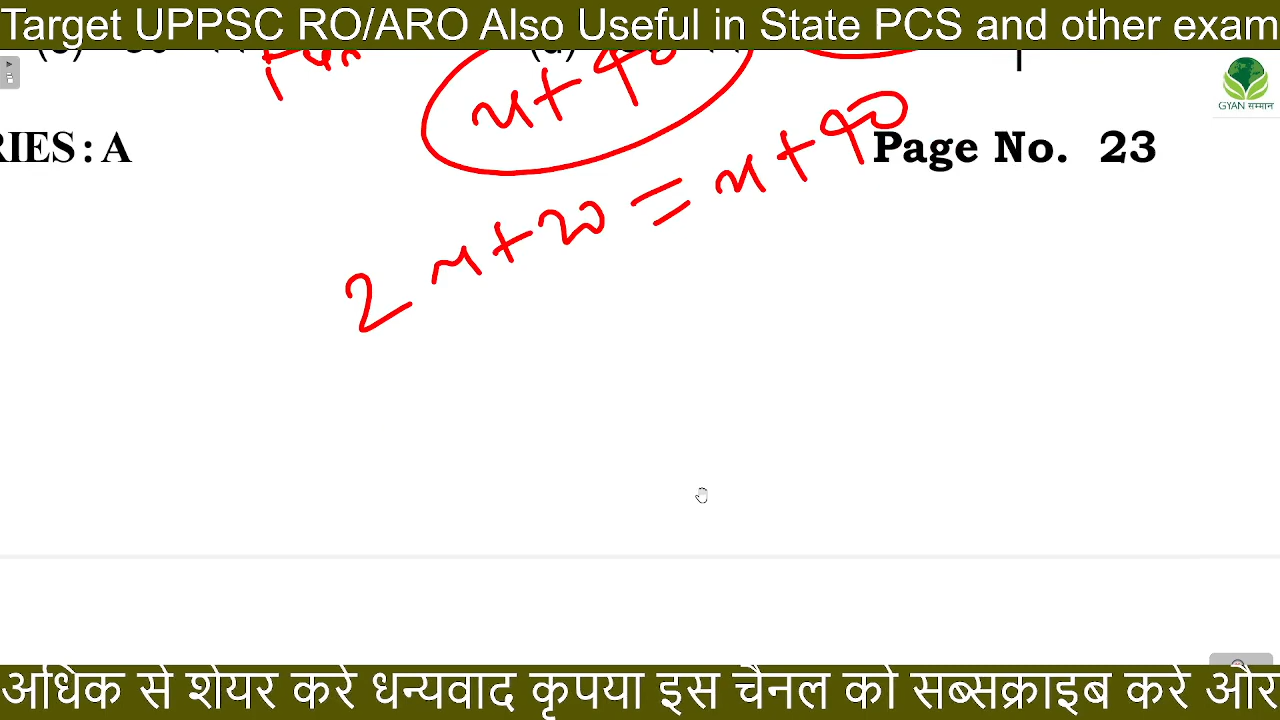 Target UPPSC RO/ARO Also Useful in State PCS and other exam
x + 40
GYAN सम्मान
RIES : A
Page No. 23
2x + 20 = x + 40
अधिक से शेयर करे धन्यवाद कृपया इस चैनल को सब्सक्राइब करे और